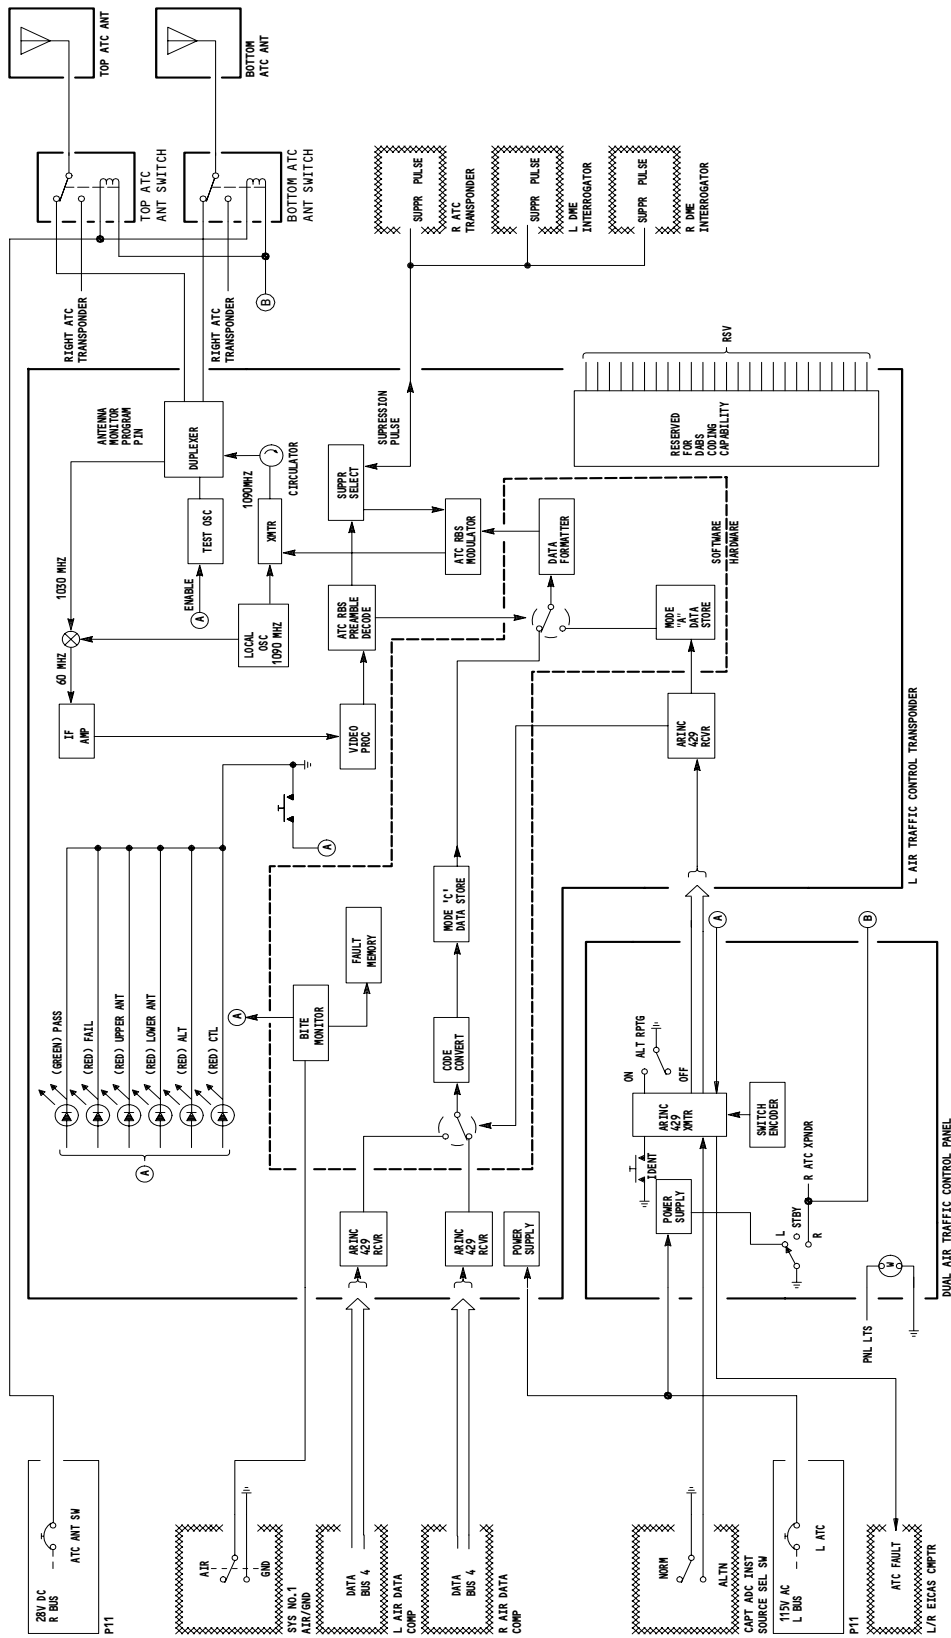 TOP ATC ANT
BOTTOM
ATC ANT
TOP ATC
ANT SWITCH
BOTTOM ATC
ANT SWITCH
RIGHT ATC
TRANSPONDER
RIGHT ATC
TRANSPONDER
B
SUPPR PULSE
R ATC
TRANSPONDER
SUPPR PULSE
L DME
INTERROGATOR
SUPPR PULSE
R DME
INTERROGATOR
ANTENNA
MONITOR
PROGRAM
PIN
DUPLEXER
1030 MHZ
60 MHZ
ENABLE
A
TEST OSC
1090MHZ
CIRCULATOR
XMTR
LOCAL
OSC
1090 MHZ
IF
AMP
VIDEO
PROC
ATC RBS
PREAMBLE
DECODE
SUPPR
SELECT
SUPRESSION
PULSE
ATC RBS
MODULATOR
DATA
FORMATTER
MODE
"A"
DATA
STORE
SOFTWARE
HARDWARE
RESERVED
FOR
DABS
CODING
CAPABILITY
RSV
(GREEN) PASS
(RED) FAIL
(RED) UPPER ANT
(RED) LOWER ANT
(RED) ALT
(RED) CTL
A
A
A
BITE
MONITOR
FAULT
MEMORY
MODE 'C'
DATA STORE
CODE
CONVERT
ARINC
429
RCVR
ARINC
429
RCVR
ARINC
429
RCVR
POWER
SUPPLY
L AIR TRAFFIC CONTROL TRANSPONDER
A
B
ON
ALT RPTG
OFF
ARINC
429
XMTR
SWITCH
ENCODER
IDENT
POWER
SUPPLY
L
STBY
R
R ATC XPNDR
W
PNL LTS
DUAL AIR TRAFFIC CONTROL PANEL
28V DC
R BUS
ATC ANT SW
P11
AIR
GND
SYS NO.1
AIR/GND
DATA
BUS 4
L AIR DATA
COMP
DATA
BUS 4
R AIR DATA
COMP
NORM
ALTN
CAPT ADC INST
SOURCE SEL SW
115V AC
L BUS
L ATC
P11
ATC FAULT
L/R EICAS CMPTR